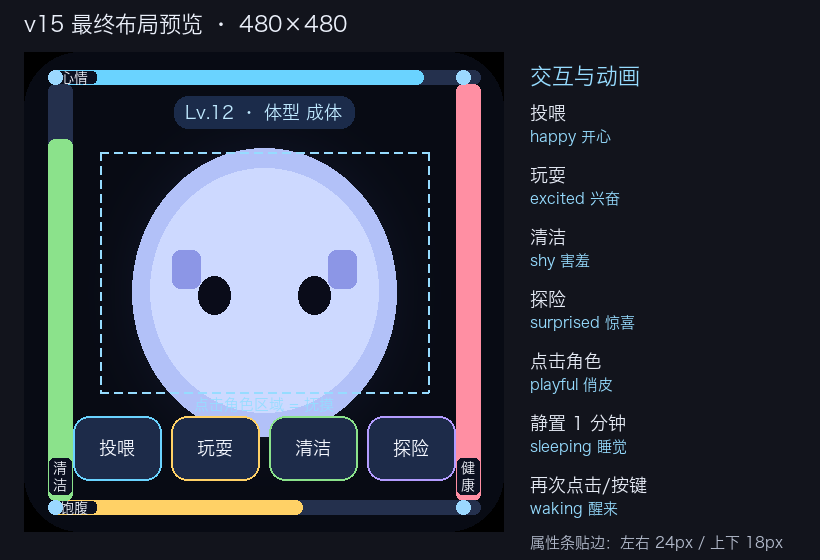 v15 最终布局预览 · 480×480
心情
Lv.12 · 体型 成体
投喂
玩耍
清洁
探险
清
洁
健
康
饱腹
交互与动画
投喂
happy 开心
玩耍
excited 兴奋
清洁
shy 害羞
探险
surprised 惊喜
点击角色
playful 俏皮
静置 1 分钟
sleeping 睡觉
再次点击/按键
waking 醒来
属性条贴边：左右 24px / 上下 18px